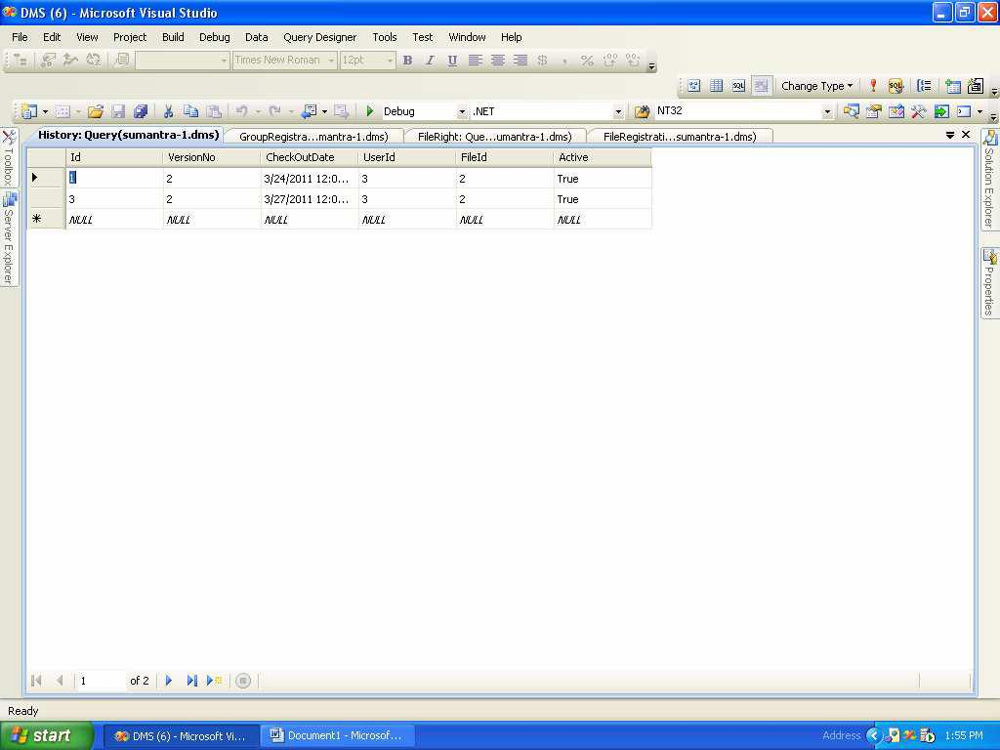 DMS (6) - Microsoft Visual Studio
File Edit View Project Build Debug Data Query Designer Tools Test Window Help
Times New Roman 12pt B I U $ , %
SQL Change Type SQL
Debug .NET NT32
History: Query(sumantra-1.dms) GroupRegistra...mantra-1.dms) FileRight: Que...umantra-1.dms) FileRegistrati...sumantra-1.dms)
Toolbox
Server Explorer
Solution Explorer
Properties
Id VersionNo CheckOutDate UserId FileId Active
1 2 3/24/2011 12:0... 3 2 True
3 2 3/27/2011 12:0... 3 2 True
NULL NULL NULL NULL NULL NULL
1 of 2
Ready
start DMS (6) - Microsoft Vi... Document1 - Microsof... Address 1:55 PM